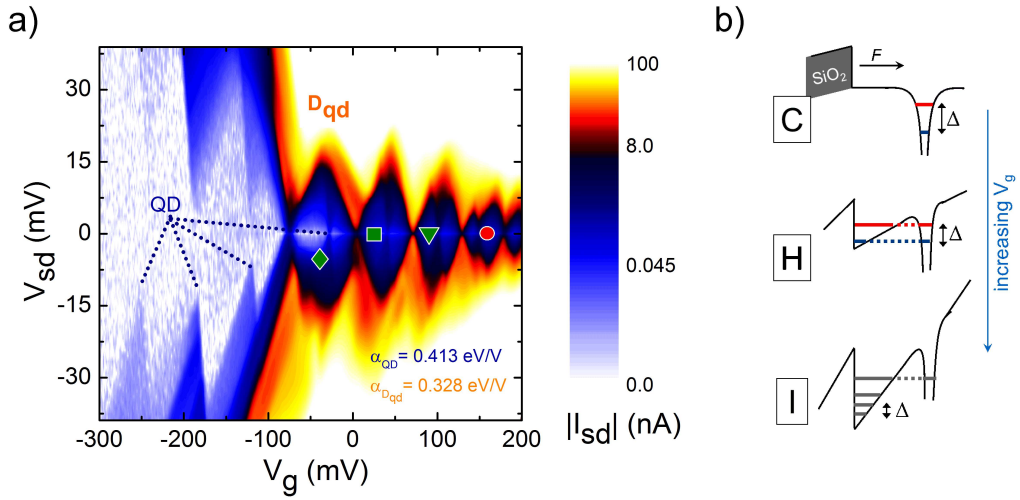 a)
b)
V_sd (mV)
30
15
0
-15
-30
D_qd
QD
α_QD= 0.413 eV/V
α_Dqd= 0.328 eV/V
-300
-200
-100
0
100
200
V_g (mV)
100
8.0
0.045
0.0
|I_sd| (nA)
SiO₂
F
C
Δ
H
Δ
I
Δ
increasing V_g